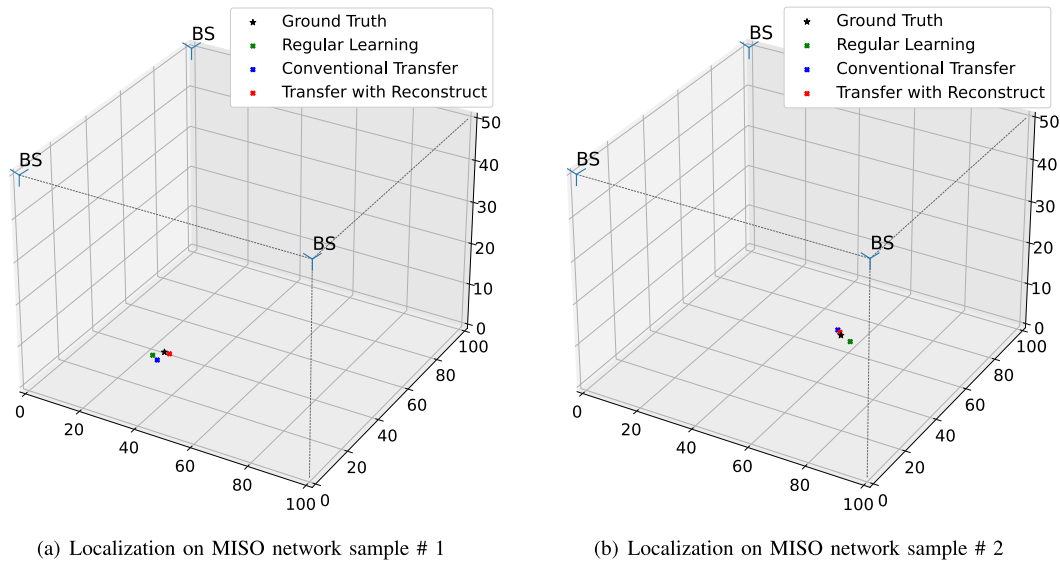 BS
Ground Truth
Regular Learning
Conventional Transfer
Transfer with Reconstruct
BS
BS
50
40
30
20
10
0
100
80
60
40
20
0
0
20
40
60
80
100
(a) Localization on MISO network sample # 1
BS
Ground Truth
Regular Learning
Conventional Transfer
Transfer with Reconstruct
BS
BS
50
40
30
20
10
0
100
80
60
40
20
0
0
20
40
60
80
100
(b) Localization on MISO network sample # 2